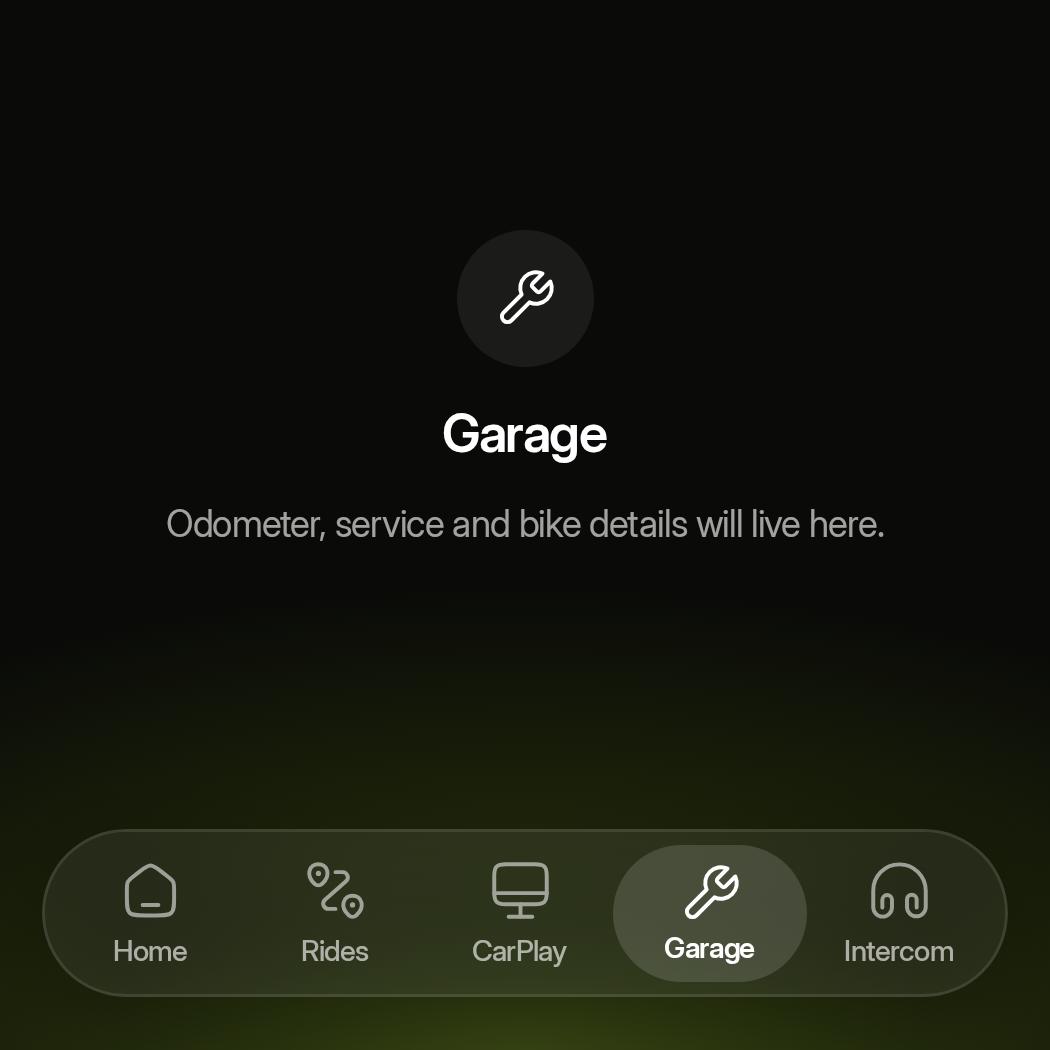 Garage
Odometer, service and bike details will live here.
Home
Rides
CarPlay
Garage
Intercom